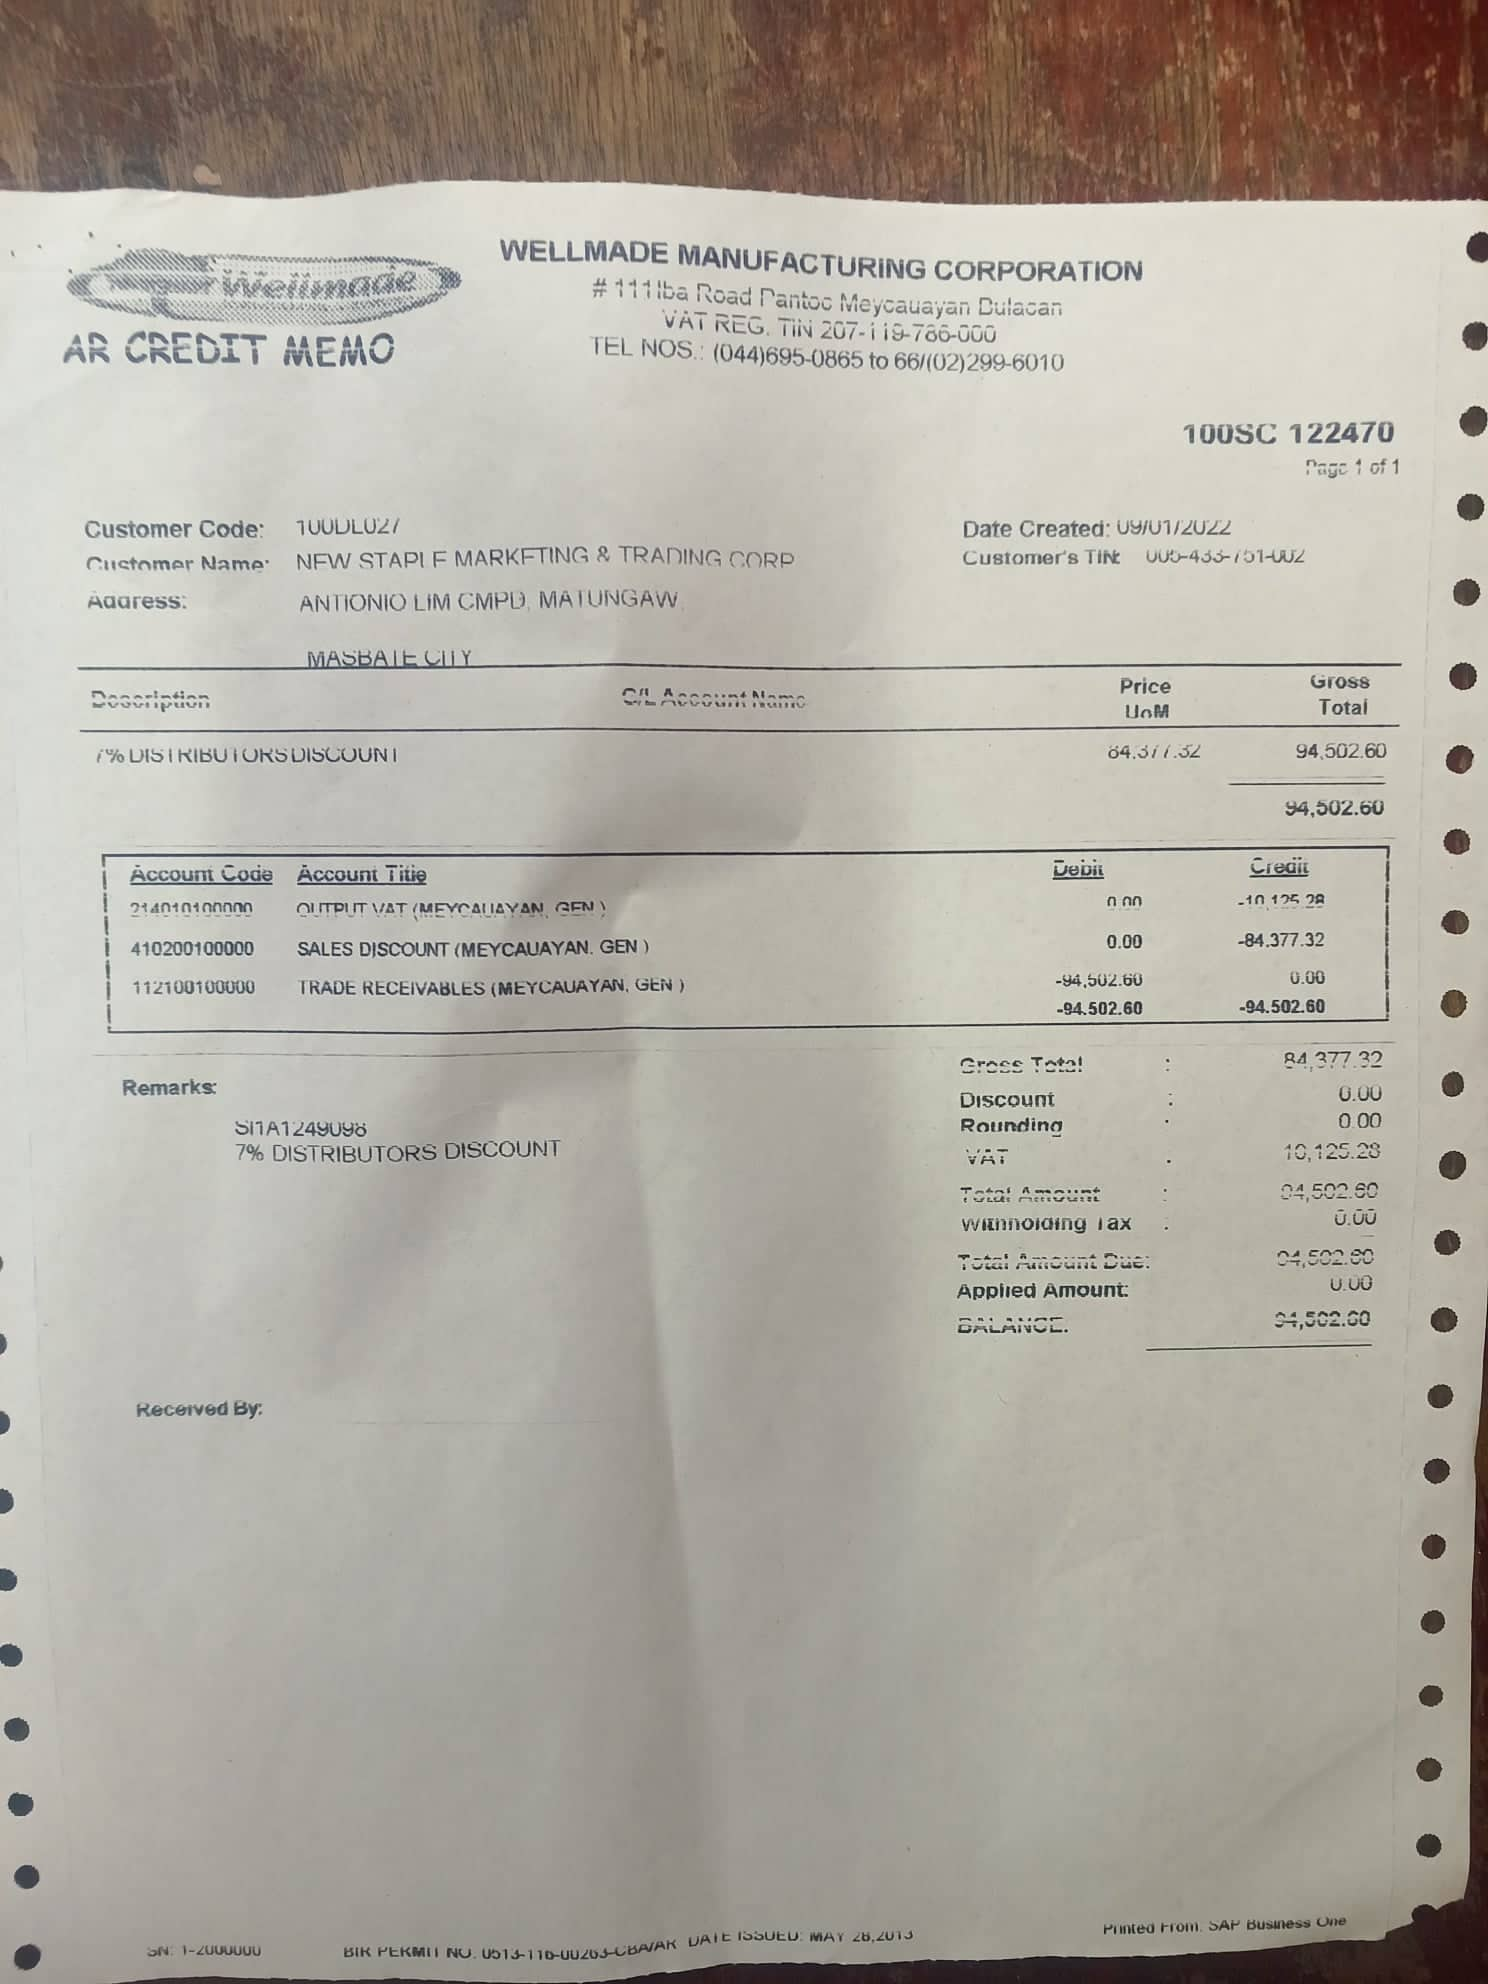 Wellmade
AR CREDIT MEMO
WELLMADE MANUFACTURING CORPORATION
# 111 Iba Road Pantoc Meycauayan Bulacan
VAT REG. TIN 207-119-786-000
TEL NOS.: (044)695-0865 to 66/(02)299-6010
100SC 122470
Page 1 of 1
Customer Code: 100DL027
Date Created: 09/01/2022
Customer Name: NEW STAPLE MARKETING & TRADING CORP
Customer's TIN: 005-433-751-002
Address: ANTIONIO LIM CMPD, MATUNGAW,
MASBATE CITY
Description G/L Account Name Price UoM Gross Total
7% DISTRIBUTORS DISCOUNT 84,377.32 94,502.60
94,502.60
Account Code Account Title Debit Credit
214010100000 OUTPUT VAT (MEYCAUAYAN, GEN ) 0.00 -10,125.28
410200100000 SALES DISCOUNT (MEYCAUAYAN, GEN ) 0.00 -84,377.32
112100100000 TRADE RECEIVABLES (MEYCAUAYAN, GEN ) -94,502.60 0.00
-94,502.60 -94,502.60
Remarks:
SI1A1249098
7% DISTRIBUTORS DISCOUNT
Gross Total : 84,377.32
Discount : 0.00
Rounding : 0.00
VAT : 10,125.28
Total Amount : 94,502.60
Withholding Tax : 0.00
Total Amount Due: 94,502.60
Applied Amount: 0.00
BALANCE: 94,502.60
Received By:
SN: 1-2000000 BIR PERMIT NO. 0513-116-00263-CBA/AR DATE ISSUED: MAY 28,2013 Printed From: SAP Business One